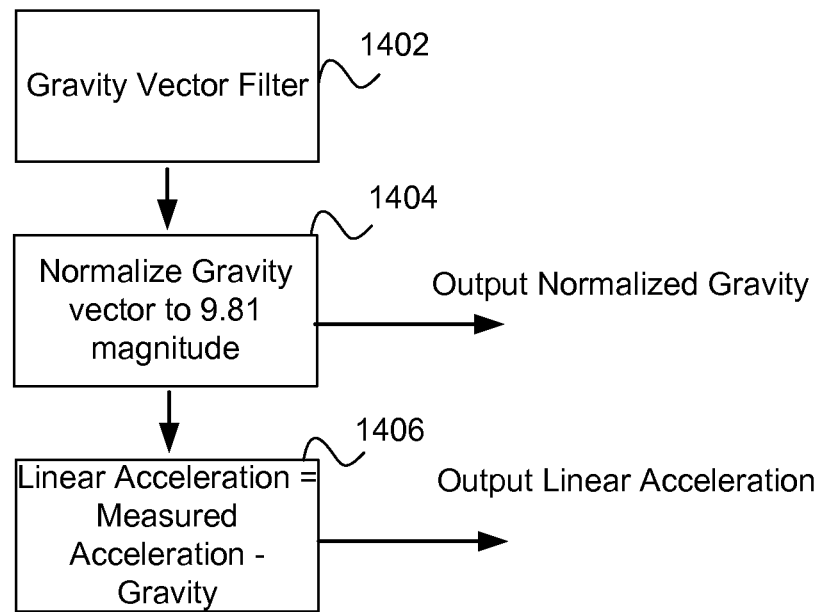 1402
Gravity Vector Filter
1404
Normalize Gravity
vector to 9.81
magnitude
Output Normalized Gravity
1406
Linear Acceleration =
Measured
Acceleration -
Gravity
Output Linear Acceleration